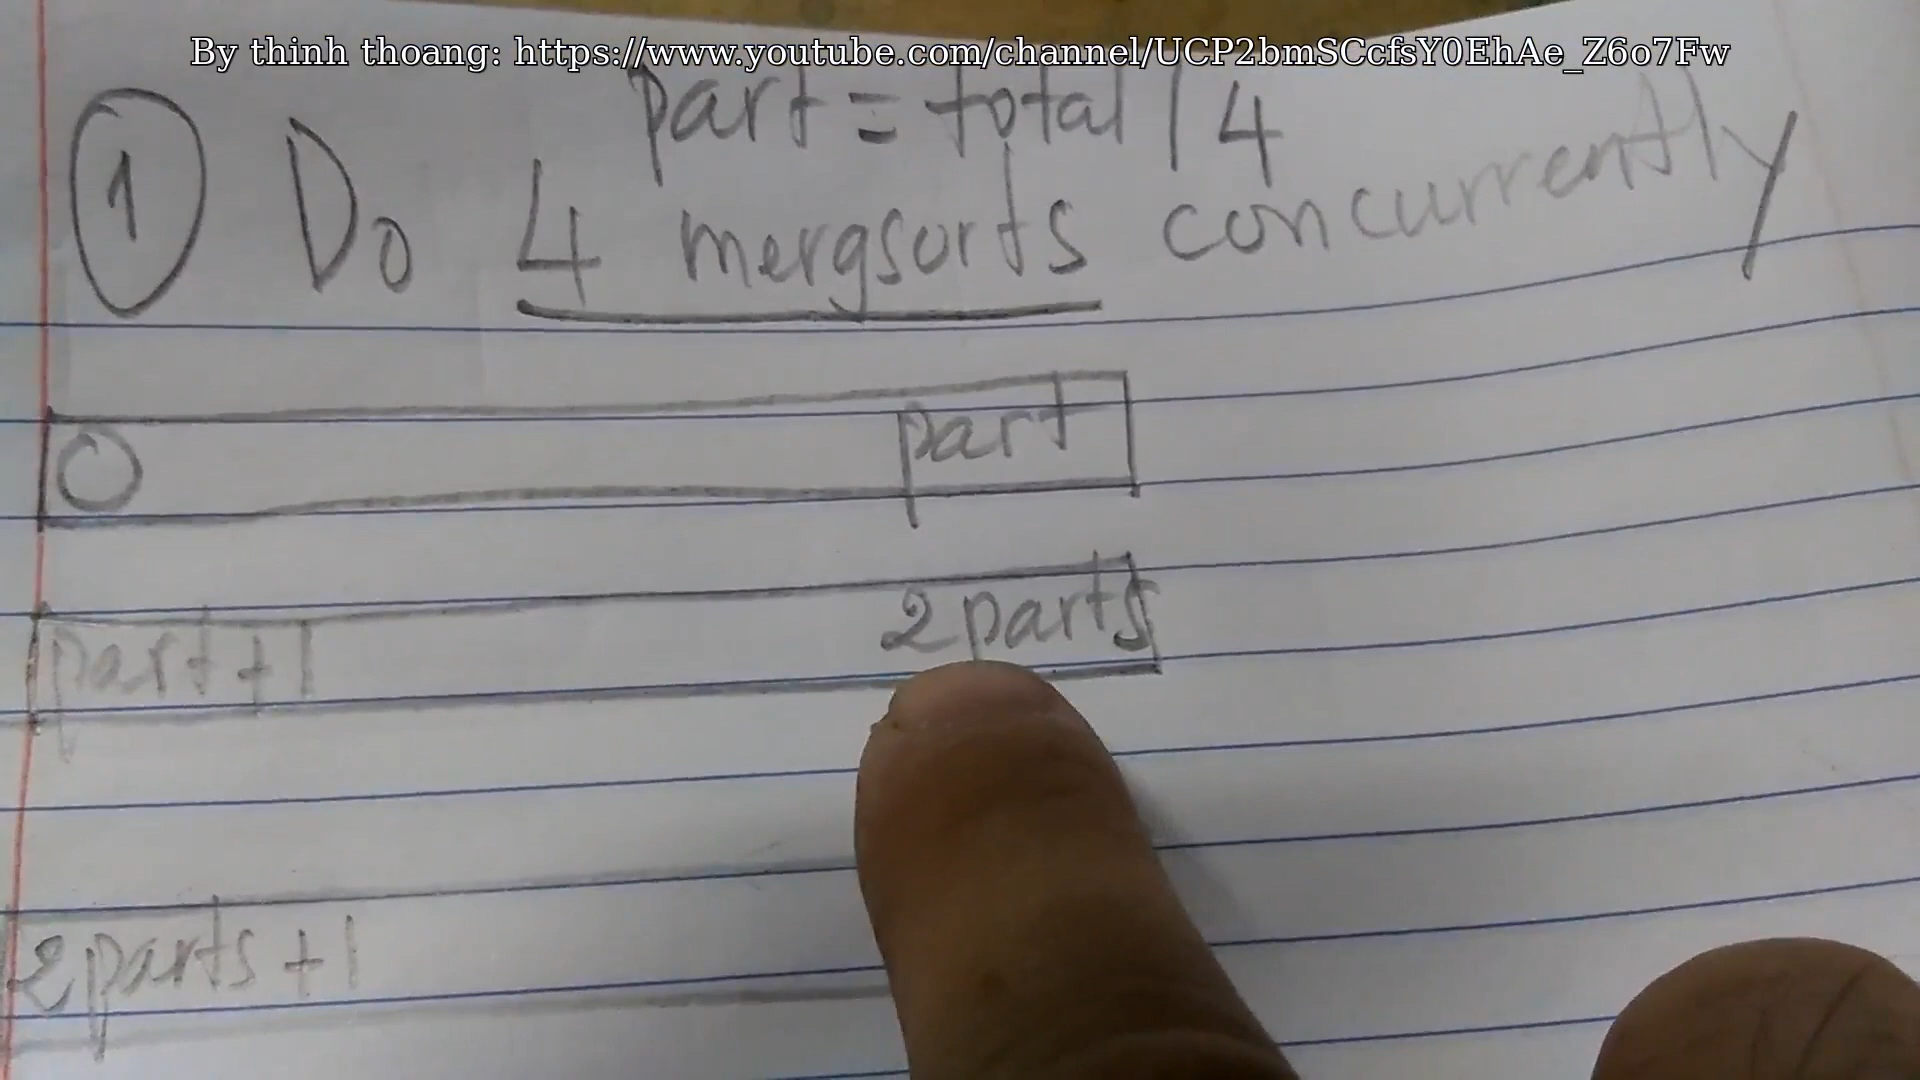 By thinh thoang: https://www.youtube.com/channel/UCP2bmSCcfsY0EhAe_Z6o7Fw
part = total / 4
1 Do 4 mergsorts concurrently
0 part
part+1 2parts
2parts+1